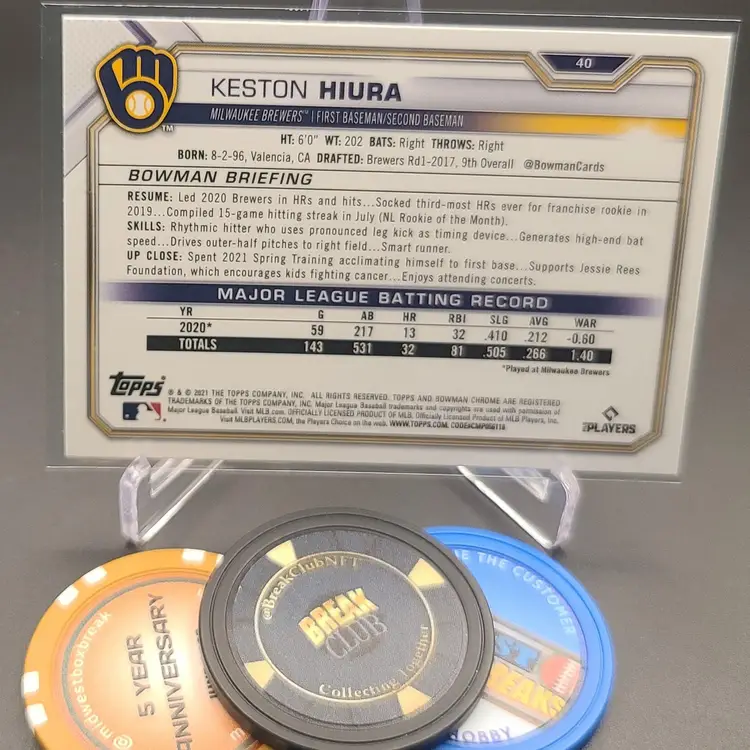 40
KESTON HIURA
MILWAUKEE BREWERS™ | FIRST BASEMAN/SECOND BASEMAN
HT: 6'0" WT: 202 BATS: Right THROWS: Right
BORN: 8-2-96, Valencia, CA DRAFTED: Brewers Rd1-2017, 9th Overall @BowmanCards
BOWMAN BRIEFING
RESUME: Led 2020 Brewers in HRs and hits...Socked third-most HRs ever for franchise rookie in
2019...Compiled 15-game hitting streak in July (NL Rookie of the Month).
SKILLS: Rhythmic hitter who uses pronounced leg kick as timing device...Generates high-end bat
speed...Drives outer-half pitches to right field...Smart runner.
UP CLOSE: Spent 2021 Spring Training acclimating himself to first base...Supports Jessie Rees
Foundation, which encourages kids fighting cancer...Enjoys attending concerts.
MAJOR LEAGUE BATTING RECORD
YR G AB HR RBI SLG AVG WAR
2020* 59 217 13 32 .410 .212 -0.60
TOTALS 143 531 32 81 .505 .266 1.40
*Played at Milwaukee Brewers
Topps
® & © 2021 THE TOPPS COMPANY, INC. ALL RIGHTS RESERVED. TOPPS AND BOWMAN CHROME ARE REGISTERED
TRADEMARKS OF THE TOPPS COMPANY, INC. Major League Baseball trademarks and copyrights are used with permission of
Major League Baseball. Visit MLB.com. OFFICIALLY LICENSED PRODUCT OF MLB. Officially Licensed Product of MLB Players, Inc.
Visit MLBPLAYERS.COM, the Players Choice on the web. WWW.TOPPS.COM.
PLAYERS
@midwestboxbreak
5 YEAR
ANNIVERSARY
@BreakClubNFT
BREAK
CLUB
Collecting Together
THE CUSTOMER
HOBBY